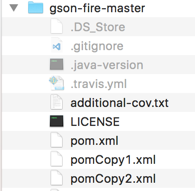 gson-fire-master
.DS_Store
.gitignore
.java-version
.travis.yml
additional-cov.txt
LICENSE
pom.xml
pomCopy1.xml
pomCopy2.xml